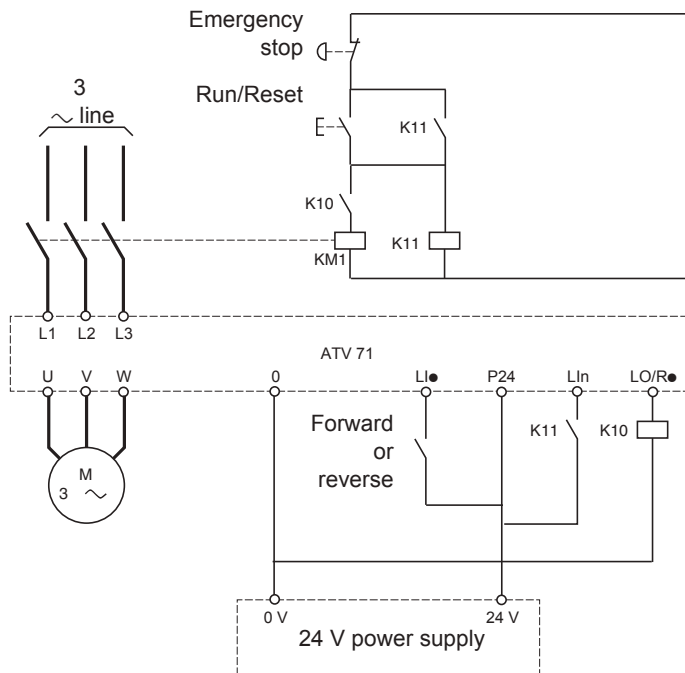 Emergency
stop
3
∼ line
Run/Reset
K11
K10
KM1
K11
L1 L2 L3
ATV 71
U V W 0 LI● P24 LIn LO/R●
Forward
or
reverse
K11 K10
M
3 ∼
0 V 24 V
24 V power supply